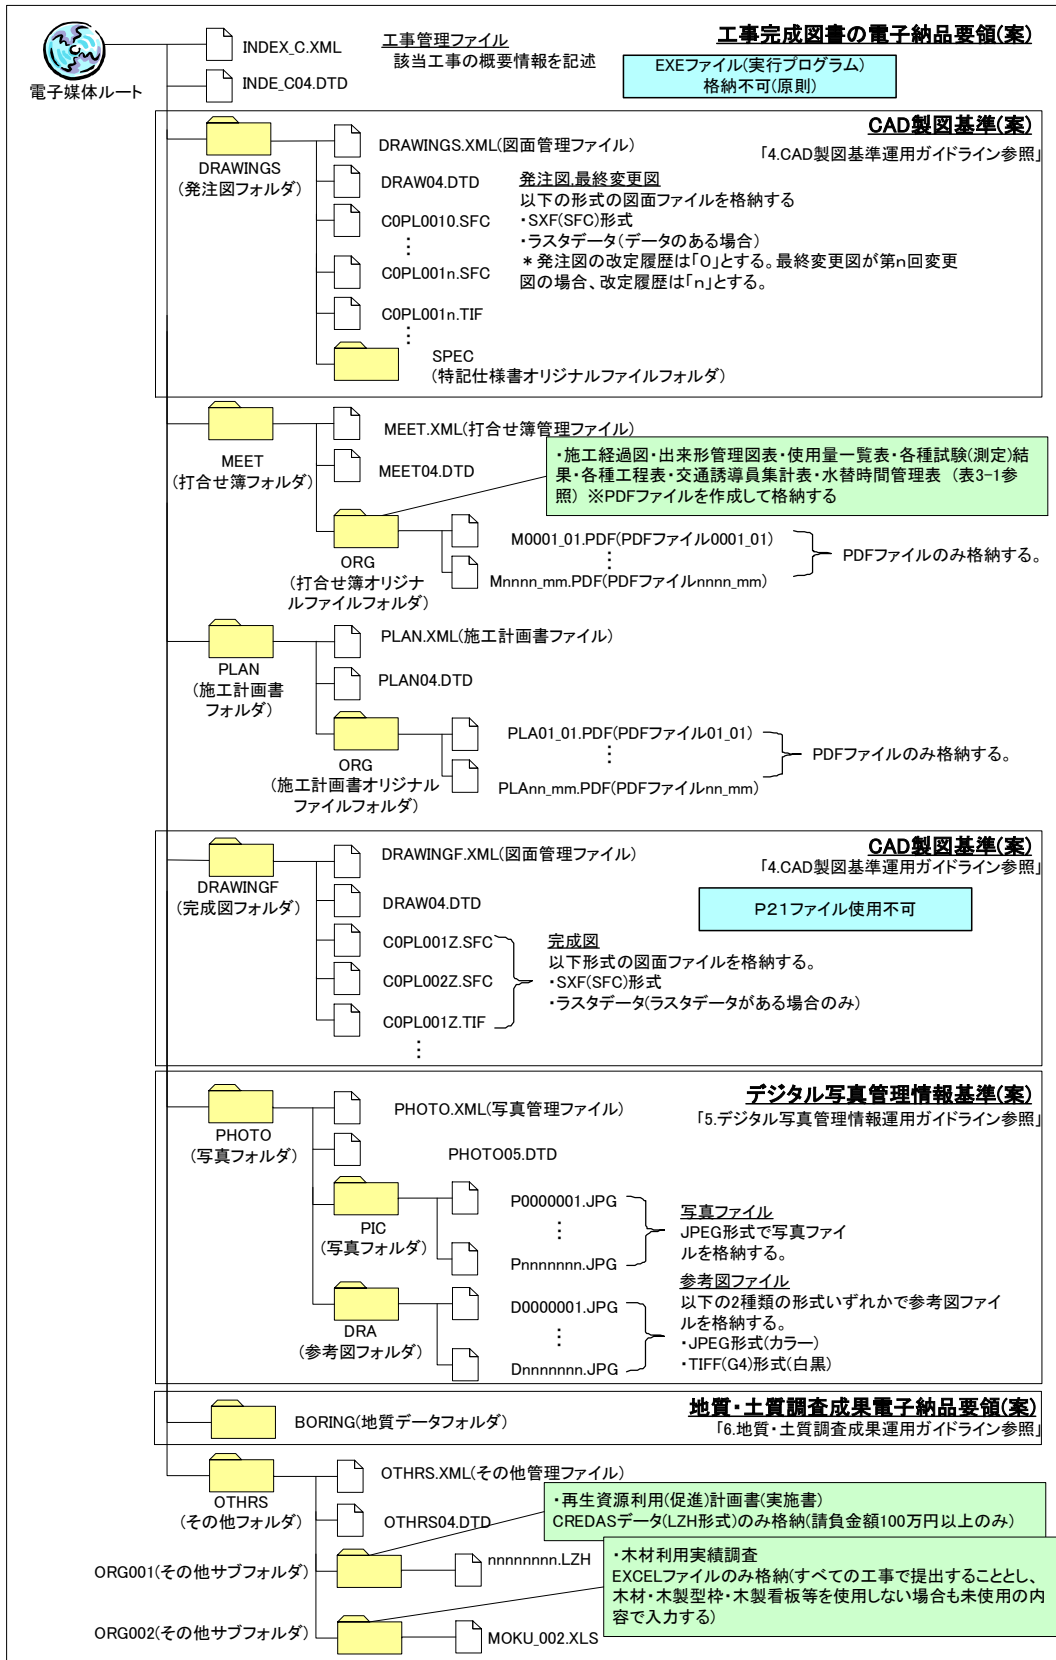 電子媒体ルート
INDEX_C.XML
INDE_C04.DTD
工事管理ファイル
該当工事の概要情報を記述
工事完成図書の電子納品要領(案)
EXEファイル(実行プログラム)
格納不可(原則)
CAD製図基準(案)
「4.CAD製図基準運用ガイドライン参照」
DRAWINGS
(発注図フォルダ)
DRAWINGS.XML(図面管理ファイル)
DRAW04.DTD
C0PL0010.SFC
⋮
C0PL001n.SFC
C0PL001n.TIF
⋮
発注図,最終変更図
以下の形式の図面ファイルを格納する
・SXF(SFC)形式
・ラスタデータ(データのある場合)
＊発注図の改定履歴は「0」とする。最終変更図が第n回変更
図の場合、改定履歴は「n」とする。
SPEC
(特記仕様書オリジナルファイルフォルダ)
MEET
(打合せ簿フォルダ)
MEET.XML(打合せ簿管理ファイル)
MEET04.DTD
・施工経過図・出来形管理図表・使用量一覧表・各種試験(測定)結
果・各種工程表・交通誘導員集計表・水替時間管理表 (表3-1参
照) ※PDFファイルを作成して格納する
ORG
(打合せ簿オリジナ
ルファイルフォルダ)
M0001_01.PDF(PDFファイル0001_01)
⋮
Mnnnn_mm.PDF(PDFファイルnnnn_mm)
PDFファイルのみ格納する。
PLAN
(施工計画書
フォルダ)
PLAN.XML(施工計画書ファイル)
PLAN04.DTD
ORG
(施工計画書オリジナル
ファイルフォルダ)
PLA01_01.PDF(PDFファイル01_01)
⋮
PLAnn_mm.PDF(PDFファイルnn_mm)
PDFファイルのみ格納する。
CAD製図基準(案)
「4.CAD製図基準運用ガイドライン参照」
DRAWINGF
(完成図フォルダ)
DRAWINGF.XML(図面管理ファイル)
DRAW04.DTD
P21ファイル使用不可
C0PL001Z.SFC
C0PL002Z.SFC
C0PL001Z.TIF
⋮
完成図
以下形式の図面ファイルを格納する。
・SXF(SFC)形式
・ラスタデータ(ラスタデータがある場合のみ)
デジタル写真管理情報基準(案)
「5.デジタル写真管理情報運用ガイドライン参照」
PHOTO
(写真フォルダ)
PHOTO.XML(写真管理ファイル)
PHOTO05.DTD
PIC
(写真フォルダ)
P0000001.JPG
⋮
Pnnnnnnn.JPG
写真ファイル
JPEG形式で写真ファイ
ルを格納する。
DRA
(参考図フォルダ)
D0000001.JPG
⋮
Dnnnnnnn.JPG
参考図ファイル
以下の2種類の形式いずれかで参考図ファイ
ルを格納する。
・JPEG形式(カラー)
・TIFF(G4)形式(白黒)
地質・土質調査成果電子納品要領(案)
「6.地質・土質調査成果運用ガイドライン参照」
BORING(地質データフォルダ)
OTHRS
(その他フォルダ)
OTHRS.XML(その他管理ファイル)
OTHRS04.DTD
・再生資源利用(促進)計画書(実施書)
CREDASデータ(LZH形式)のみ格納(請負金額100万円以上のみ)
ORG001(その他サブフォルダ)
nnnnnnnn.LZH
・木材利用実績調査
EXCELファイルのみ格納(すべての工事で提出することとし、
木材・木製型枠・木製看板等を使用しない場合も未使用の内
容で入力する)
ORG002(その他サブフォルダ)
MOKU_002.XLS